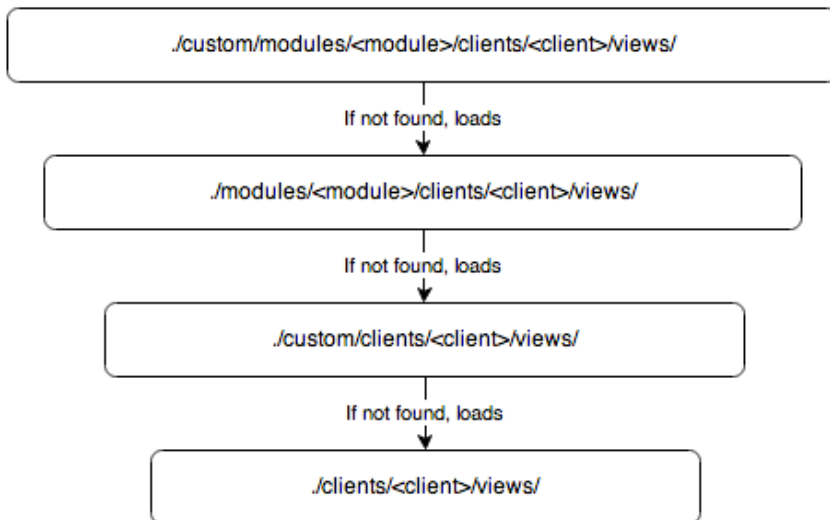 ./custom/modules/<module>/clients/<client>/views/
If not found, loads
./modules/<module>/clients/<client>/views/
If not found, loads
./custom/clients/<client>/views/
If not found, loads
./clients/<client>/views/